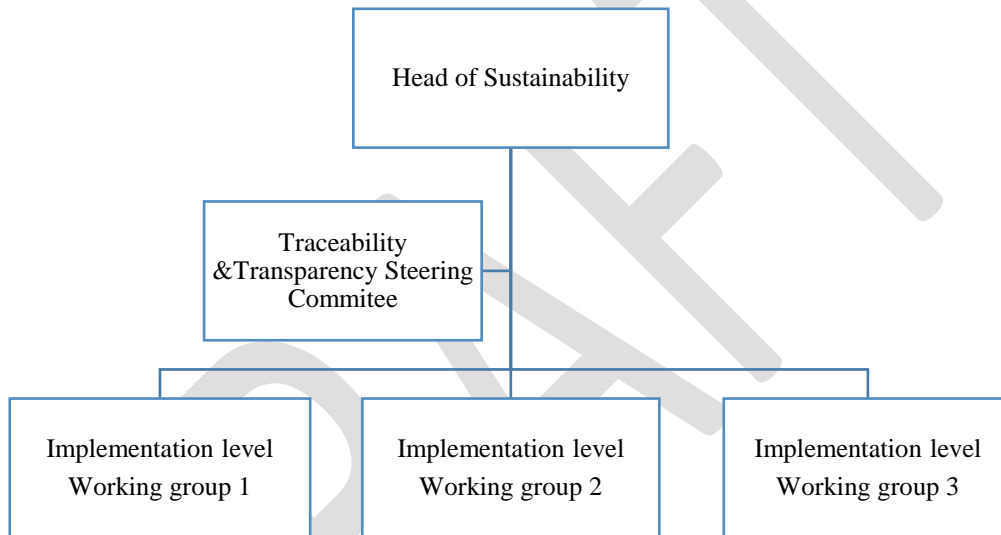 Head of Sustainability
Traceability
&Transparency Steering
Commitee
Implementation level
Working group 1
Implementation level
Working group 2
Implementation level
Working group 3
DRAFT